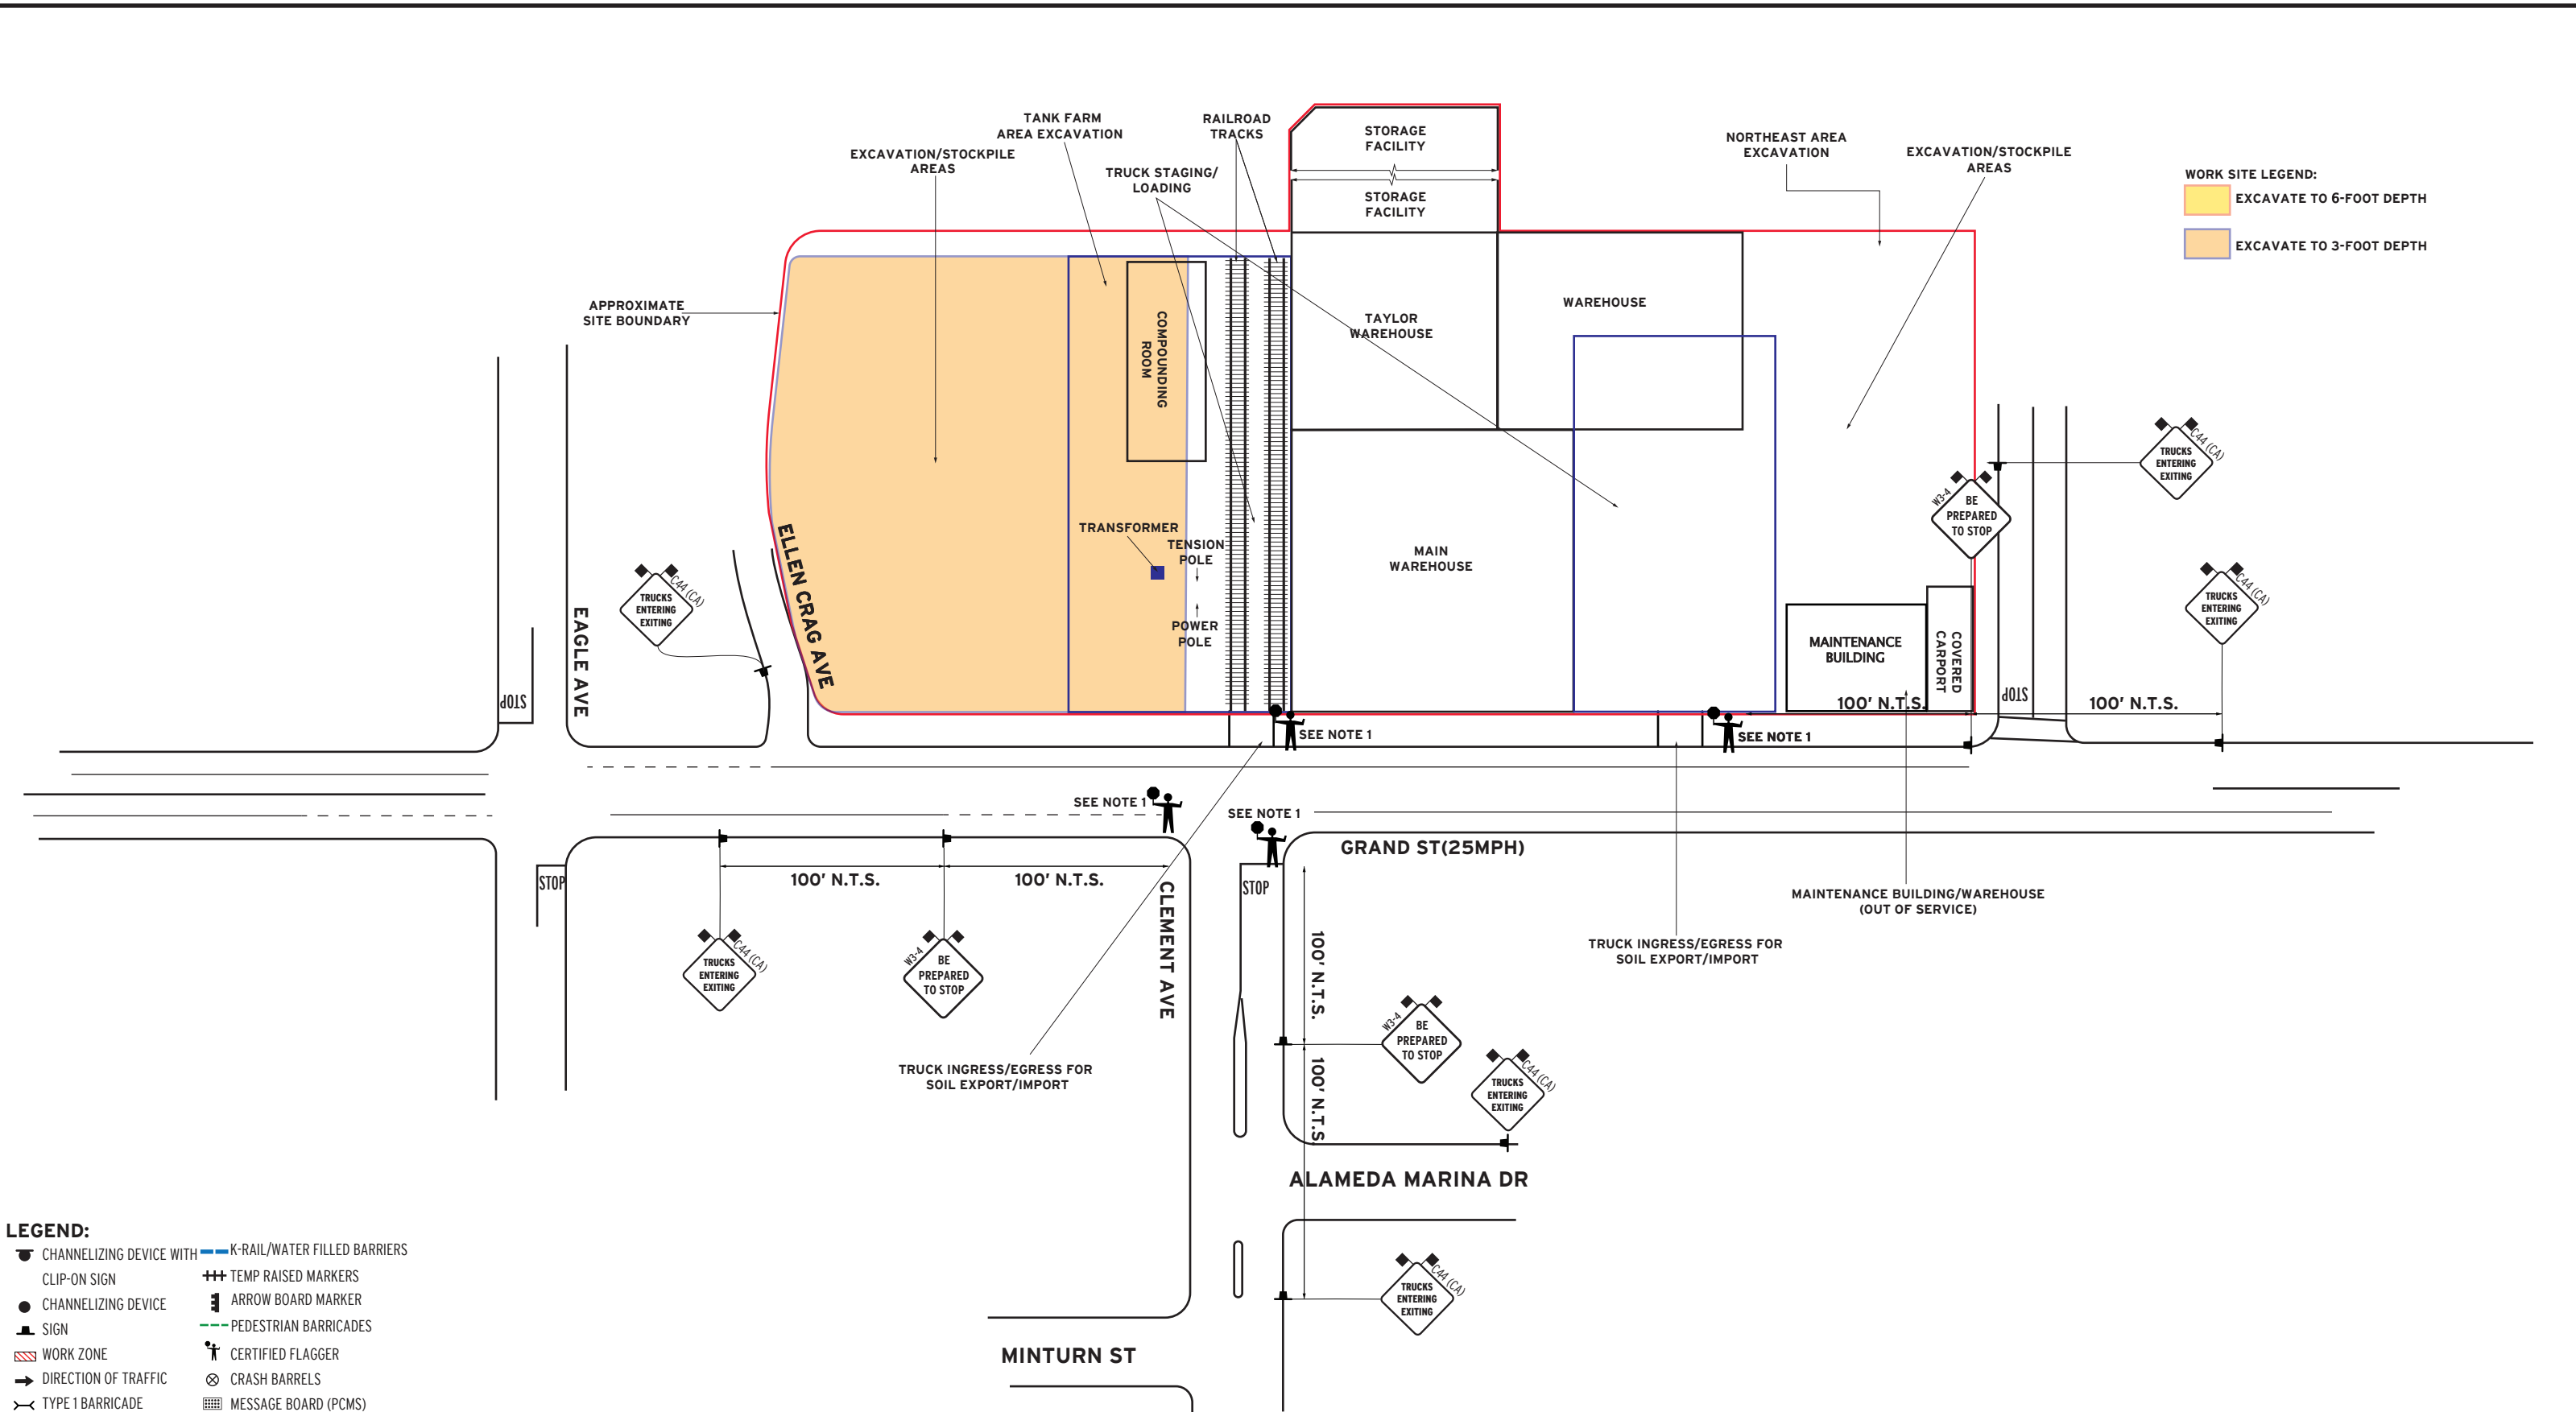 TANK FARM
AREA EXCAVATION
RAILROAD
TRACKS
EXCAVATION/STOCKPILE
AREAS
TRUCK STAGING/
LOADING
STORAGE
FACILITY
STORAGE
FACILITY
NORTHEAST AREA
EXCAVATION
EXCAVATION/STOCKPILE
AREAS
WORK SITE LEGEND:
EXCAVATE TO 6-FOOT DEPTH
EXCAVATE TO 3-FOOT DEPTH
APPROXIMATE
SITE BOUNDARY
COMPOUNDING
ROOM
TAYLOR
WAREHOUSE
WAREHOUSE
TRANSFORMER
TENSION
POLE
POWER
POLE
MAIN
WAREHOUSE
MAINTENANCE
BUILDING
COVERED
CARPORT
C44 (CA)
TRUCKS
ENTERING
EXITING
W3-4
BE
PREPARED
TO STOP
C44 (CA)
TRUCKS
ENTERING
EXITING
C44 (CA)
TRUCKS
ENTERING
EXITING
STOP
EAGLE AVE
ELLEN CRAG AVE
STOP
100' N.T.S.
100' N.T.S.
SEE NOTE 1
SEE NOTE 1
SEE NOTE 1
SEE NOTE 1
GRAND ST(25MPH)
100' N.T.S.
100' N.T.S.
STOP
STOP
CLEMENT AVE
MAINTENANCE BUILDING/WAREHOUSE
(OUT OF SERVICE)
TRUCK INGRESS/EGRESS FOR
SOIL EXPORT/IMPORT
C44 (CA)
TRUCKS
ENTERING
EXITING
W3-4
BE
PREPARED
TO STOP
100' N.T.S.
100' N.T.S.
W3-4
BE
PREPARED
TO STOP
C44 (CA)
TRUCKS
ENTERING
EXITING
TRUCK INGRESS/EGRESS FOR
SOIL EXPORT/IMPORT
ALAMEDA MARINA DR
C44 (CA)
TRUCKS
ENTERING
EXITING
MINTURN ST
LEGEND:
CHANNELIZING DEVICE WITH
CLIP-ON SIGN
CHANNELIZING DEVICE
SIGN
WORK ZONE
DIRECTION OF TRAFFIC
TYPE 1 BARRICADE
K-RAIL/WATER FILLED BARRIERS
TEMP RAISED MARKERS
ARROW BOARD MARKER
PEDESTRIAN BARRICADES
CERTIFIED FLAGGER
CRASH BARRELS
MESSAGE BOARD (PCMS)